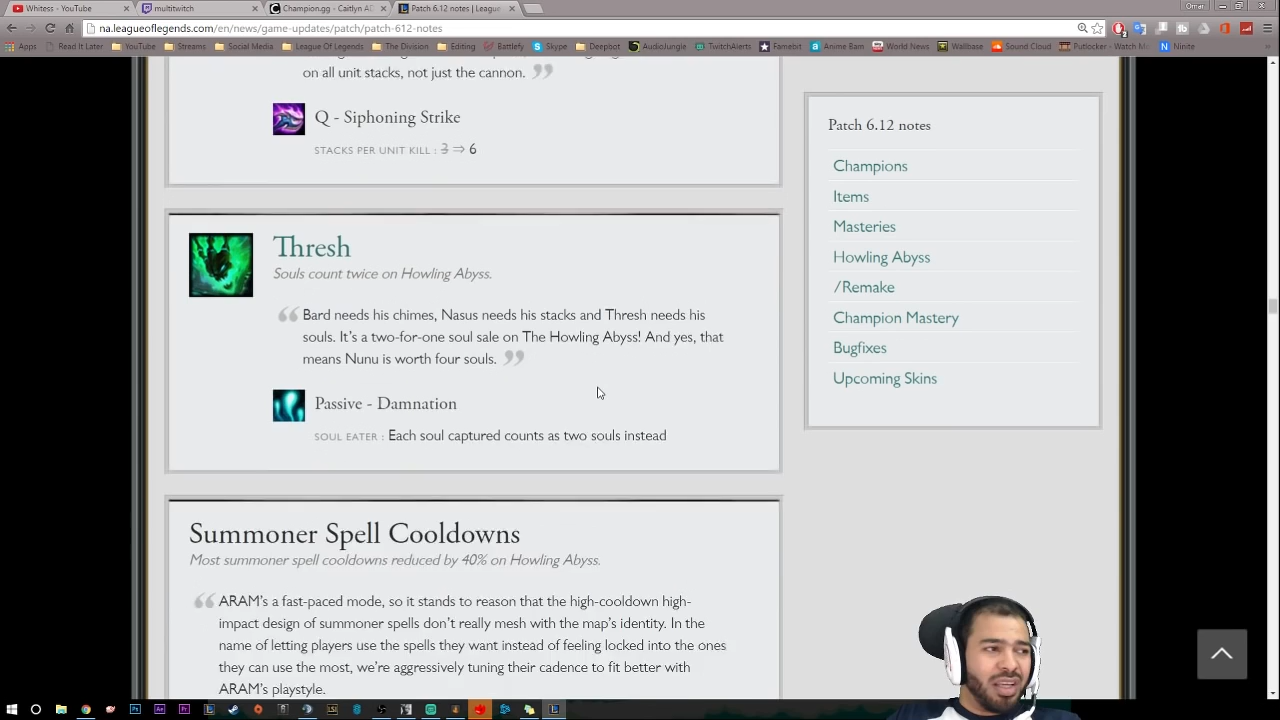 Whitess - YouTube
multitwitch
Champion.gg - Caitlyn AD
Patch 6.12 notes | League
Omar
na.leagueoflegends.com/en/news/game-updates/patch/patch-612-notes
Apps
Read It Later
YouTube
Streams
Social Media
League Of Legends
The Division
Editing
Battlefy
Skype
Deepbot
AudioJungle
TwitchAlerts
Famebit
Anime Bam
World News
Wallbase
Sound Cloud
Putlocker - Watch M
Ninite
on all unit stacks, not just the cannon. ”
Q - Siphoning Strike
STACKS PER UNIT KILL : 3 ⇒ 6
Thresh
Souls count twice on Howling Abyss.
“ Bard needs his chimes, Nasus needs his stacks and Thresh needs his
souls. It’s a two-for-one soul sale on The Howling Abyss! And yes, that
means Nunu is worth four souls. ”
Passive - Damnation
SOUL EATER : Each soul captured counts as two souls instead
Summoner Spell Cooldowns
Most summoner spell cooldowns reduced by 40% on Howling Abyss.
“ ARAM’s a fast-paced mode, so it stands to reason that the high-cooldown high-
impact design of summoner spells don’t really mesh with the map’s identity. In the
name of letting players use the spells they want instead of feeling locked into the ones
they can use the most, we’re aggressively tuning their cadence to fit better with
ARAM’s playstyle.
Patch 6.12 notes
Champions
Items
Masteries
Howling Abyss
/Remake
Champion Mastery
Bugfixes
Upcoming Skins